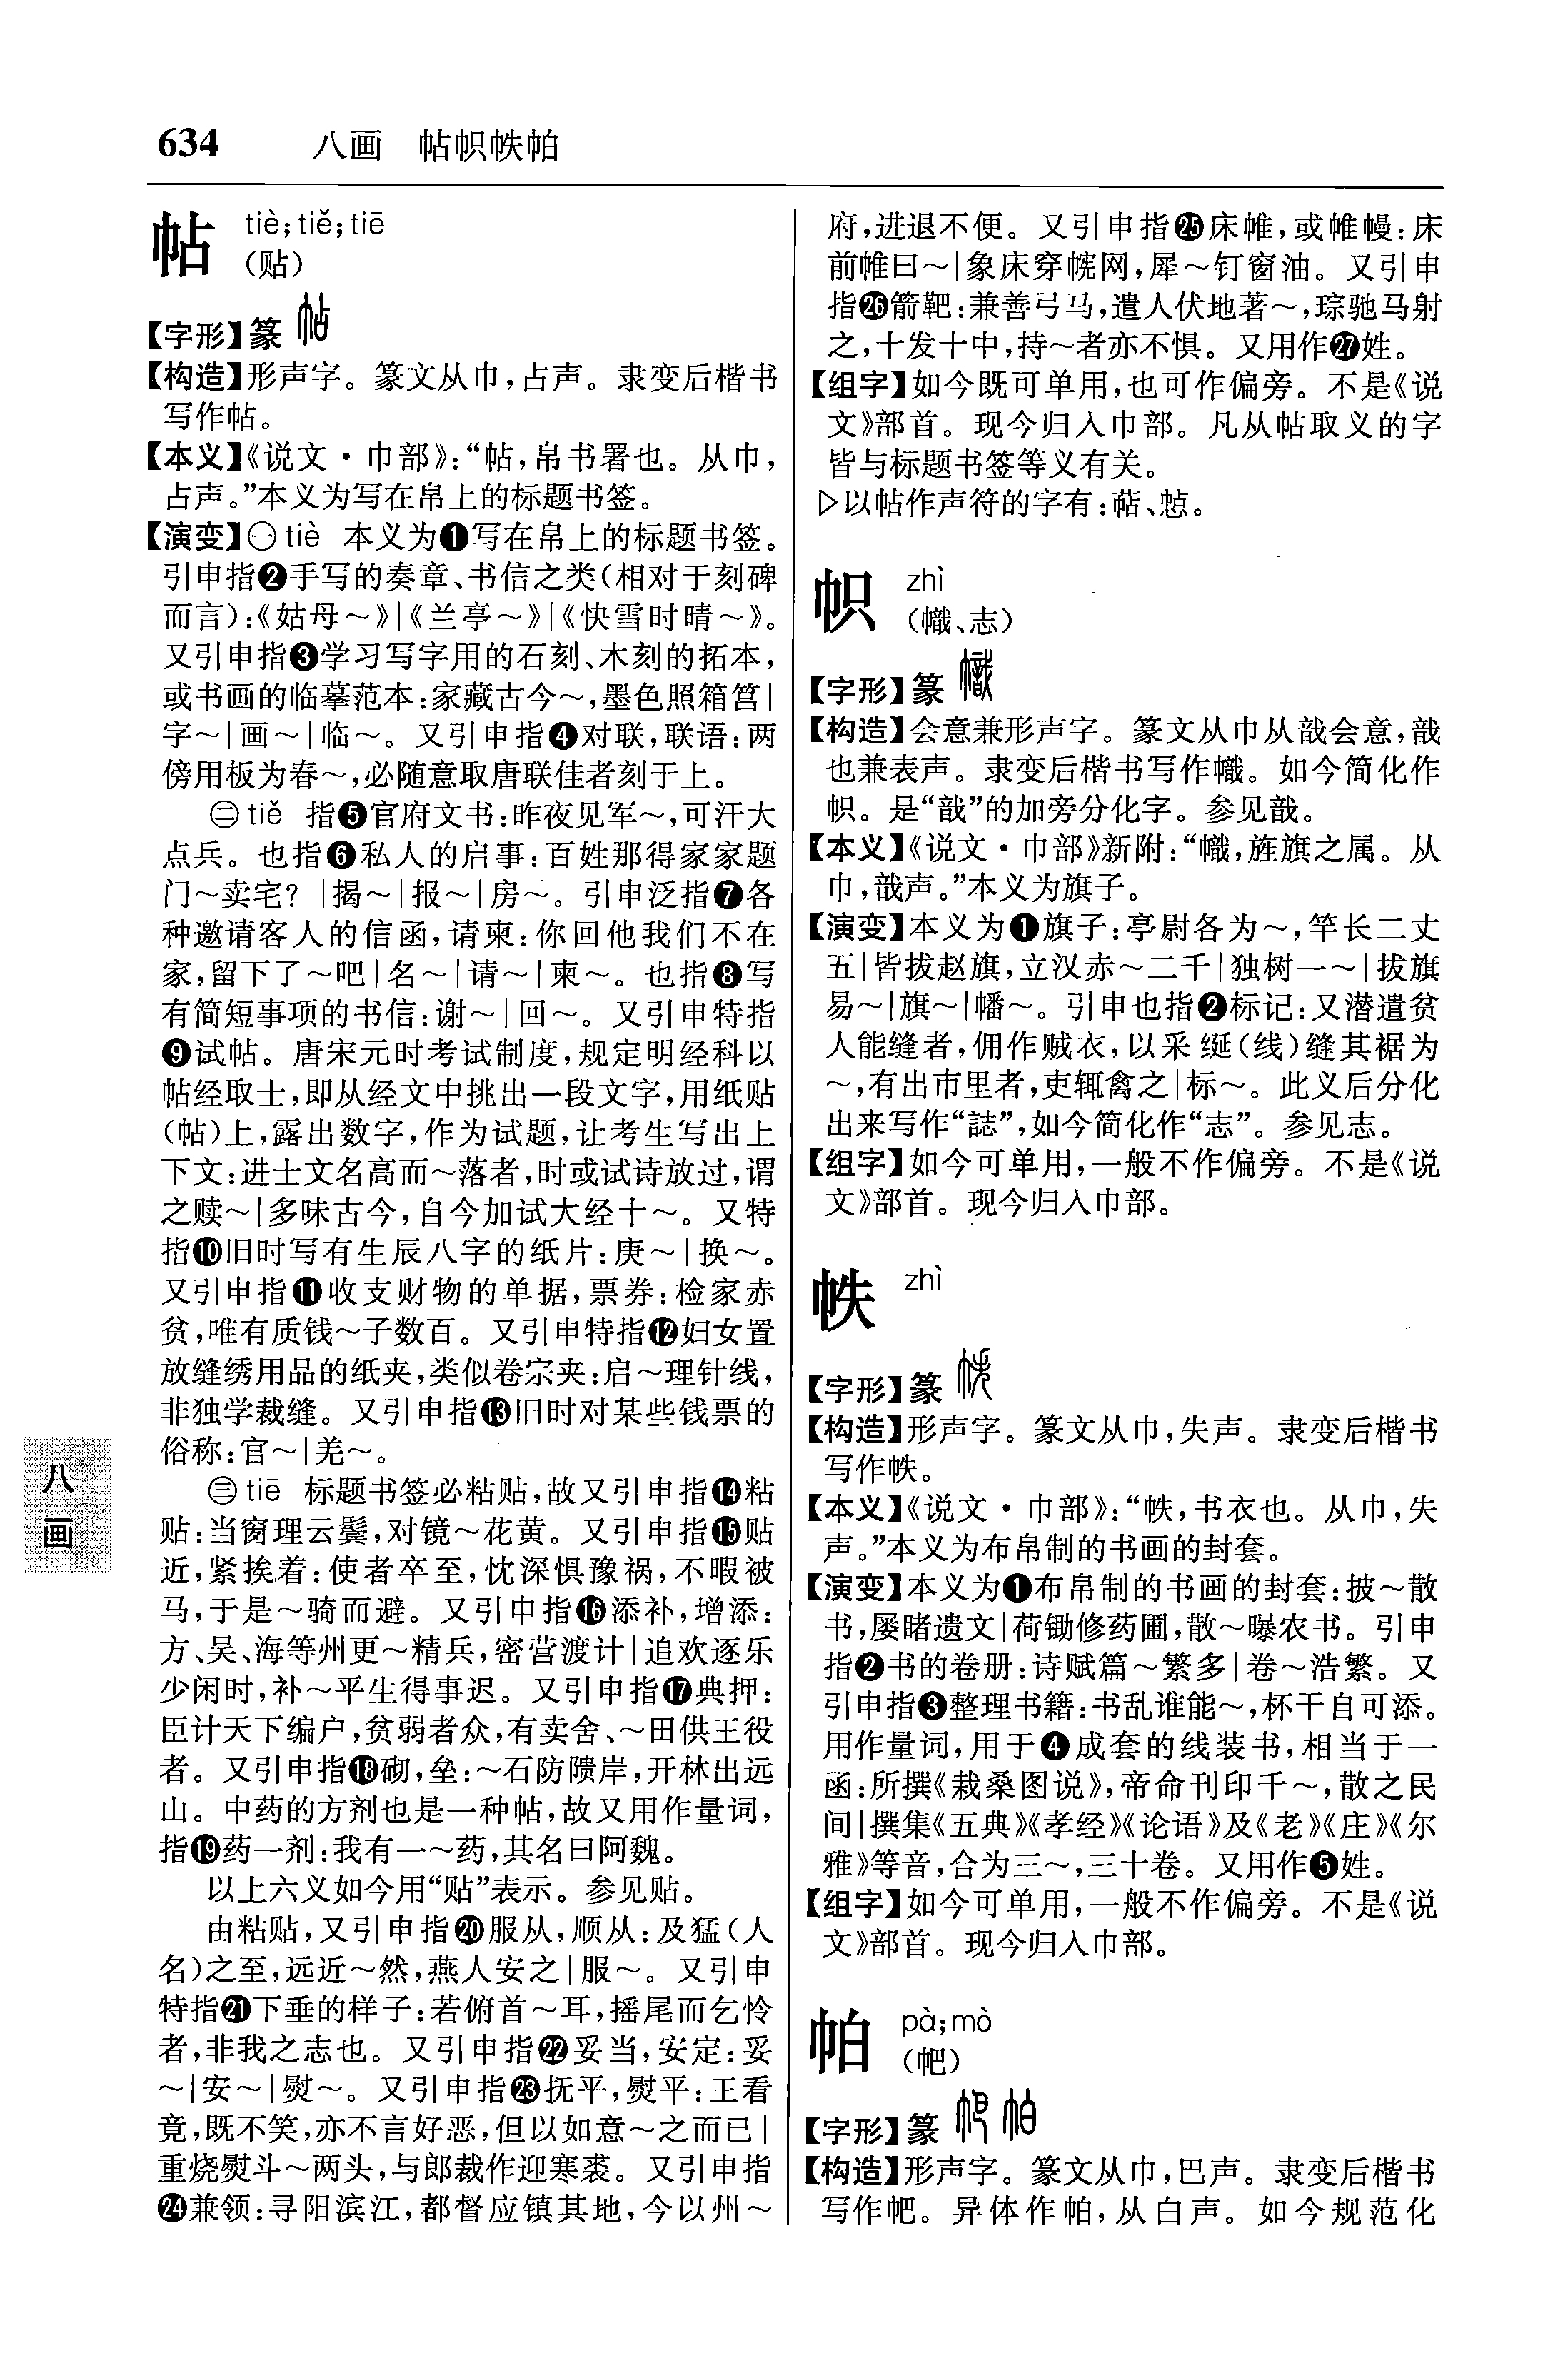 634 八画 帖帜帙帕
帖 tiè;tiě;tiē
(贴)
【字形】篆
【构造】形声字。篆文从巾,占声。隶变后楷书
写作帖。
【本义】《说文·巾部》:“帖,帛书署也。从巾,
占声。”本义为写在帛上的标题书签。
【演变】㊀tiè 本义为❶写在帛上的标题书签。
引申指❷手写的奏章、书信之类(相对于刻碑
而言):《姑母～》|《兰亭～》|《快雪时晴～》。
又引申指❸学习写字用的石刻、木刻的拓本,
或书画的临摹范本:家藏古今～,墨色照箱筥|
字～|画～|临～。又引申指❹对联,联语:两
傍用板为春～,必随意取唐联佳者刻于上。
㊁tiě 指❺官府文书:昨夜见军～,可汗大
点兵。也指❻私人的启事:百姓那得家家题
门～卖宅?|揭～|报～|房～。引申泛指❼各
种邀请客人的信函,请柬:你回他我们不在
家,留下了～吧|名～|请～|柬～。也指❽写
有简短事项的书信:谢～|回～。又引申特指
❾试帖。唐宋元时考试制度,规定明经科以
帖经取士,即从经文中挑出一段文字,用纸贴
(帖)上,露出数字,作为试题,让考生写出上
下文:进士文名高而～落者,时或试诗放过,谓
之赎～|多昧古今,自今加试大经十～。又特
指❿旧时写有生辰八字的纸片:庚～|换～。
又引申指⓫收支财物的单据,票券:检家赤
贫,唯有质钱～子数百。又引申特指⓬妇女置
放缝绣用品的纸夹,类似卷宗夹:启～理针线,
非独学裁缝。又引申指⓭旧时对某些钱票的
俗称:官～|羌～。
㊂tiē 标题书签必粘贴,故又引申指⓮粘
贴:当窗理云鬓,对镜～花黄。又引申指⓯贴
近,紧挨着:使者卒至,忱深惧豫祸,不暇被
马,于是～骑而避。又引申指⓰添补,增添:
方、吴、海等州更～精兵,密营渡计|追欢逐乐
少闲时,补～平生得事迟。又引申指⓱典押:
臣计天下编户,贫弱者众,有卖舍、～田供王役
者。又引申指⓲砌,垒:～石防隤岸,开林出远
山。中药的方剂也是一种帖,故又用作量词,
指⓳药一剂:我有一～药,其名曰阿魏。
以上六义如今用“贴”表示。参见贴。
由粘贴,又引申指⓴服从,顺从:及猛(人
名)之至,远近～然,燕人安之|服～。又引申
特指㉑下垂的样子:若俯首～耳,摇尾而乞怜
者,非我之志也。又引申指㉒妥当,安定:妥
～|安～|熨～。又引申指㉓抚平,熨平:王看
竟,既不笑,亦不言好恶,但以如意～之而已|
重烧熨斗～两头,与郎裁作迎寒裘。又引申指
㉔兼领:寻阳滨江,都督应镇其地,今以州～
府,进退不便。又引申指㉕床帷,或帷幔:床
前帷曰～|象床穿幌网,犀～钉窗油。又引申
指㉖箭靶:兼善弓马,遣人伏地著～,琮驰马射
之,十发十中,持～者亦不惧。又用作㉗姓。
【组字】如今既可单用,也可作偏旁。不是《说
文》部首。现今归入巾部。凡从帖取义的字
皆与标题书签等义有关。
▷以帖作声符的字有:萜、惉。
帜 zhì
(幟、志)
【字形】篆
【构造】会意兼形声字。篆文从巾从戠会意,戠
也兼表声。隶变后楷书写作幟。如今简化作
帜。是“戠”的加旁分化字。参见戠。
【本义】《说文·巾部》新附:“幟,旌旗之属。从
巾,戠声。”本义为旗子。
【演变】本义为❶旗子:亭尉各为～,竿长二丈
五|皆拔赵旗,立汉赤～二千|独树一～|拔旗
易～|旗～|幡～。引申也指❷标记:又潜遣贫
人能缝者,佣作贼衣,以采綖(线)缝其裾为
～,有出市里者,吏辄禽之|标～。此义后分化
出来写作“誌”,如今简化作“志”。参见志。
【组字】如今可单用,一般不作偏旁。不是《说
文》部首。现今归入巾部。
帙 zhì
【字形】篆
【构造】形声字。篆文从巾,失声。隶变后楷书
写作帙。
【本义】《说文·巾部》:“帙,书衣也。从巾,失
声。”本义为布帛制的书画的封套。
【演变】本义为❶布帛制的书画的封套:披～散
书,屡睹遗文|荷锄修药圃,散～曝农书。引申
指❷书的卷册:诗赋篇～繁多|卷～浩繁。又
引申指❸整理书籍:书乱谁能～,杯干自可添。
用作量词,用于❹成套的线装书,相当于一
函:所撰《栽桑图说》,帝命刊印千～,散之民
间|撰集《五典》《孝经》《论语》及《老》《庄》《尔
雅》等音,合为三～,三十卷。又用作❺姓。
【组字】如今可单用,一般不作偏旁。不是《说
文》部首。现今归入巾部。
帕 pà;mò
(帊)
【字形】篆
【构造】形声字。篆文从巾,巴声。隶变后楷书
写作帊。异体作帕,从白声。如今规范化
八
画